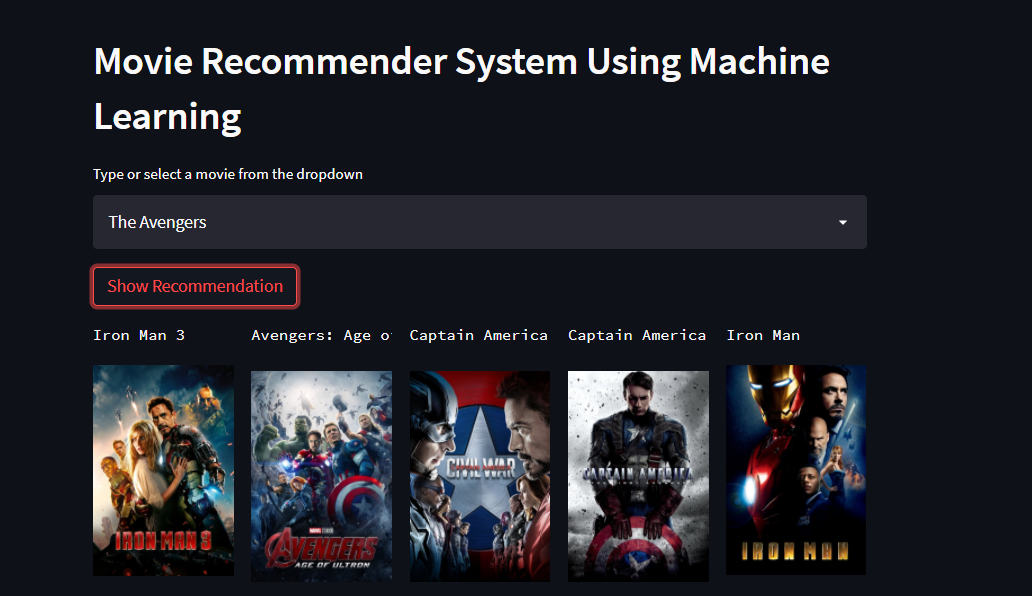 Movie Recommender System Using Machine
Learning
Type or select a movie from the dropdown
The Avengers
Show Recommendation
Iron Man 3
Avengers: Age o
Captain America
Captain America
Iron Man
IRON MAN 3
MARVEL STUDIOS
AVENGERS
AGE OF ULTRON
CIVIL WAR
CAPTAIN AMERICA
IRON MAN